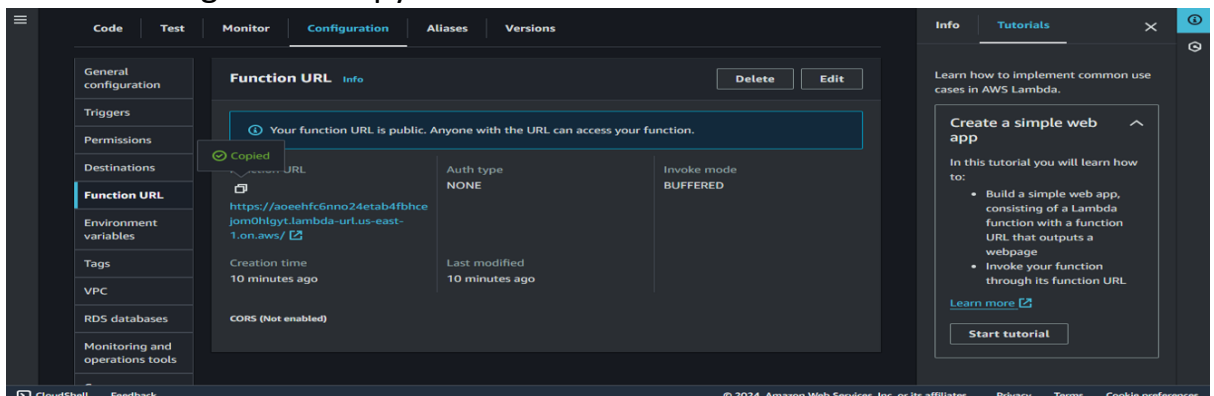 Code Test Monitor Configuration Aliases Versions
General
configuration
Triggers
Permissions
Destinations
Function URL
Environment
variables
Tags
VPC
RDS databases
Monitoring and
operations tools
Function URL Info
Delete Edit
Your function URL is public. Anyone with the URL can access your function.
Copied
URL
https://aoeehfc6nno24etab4fbhce
jom0hlgyt.lambda-url.us-east-
1.on.aws/
Auth type
NONE
Invoke mode
BUFFERED
Creation time
10 minutes ago
Last modified
10 minutes ago
CORS (Not enabled)
Info Tutorials
Learn how to implement common use
cases in AWS Lambda.
Create a simple web
app
In this tutorial you will learn how
to:
• Build a simple web app,
consisting of a Lambda
function with a function
URL that outputs a
webpage
• Invoke your function
through its function URL
Learn more
Start tutorial
CloudShell Feedback
© 2024, Amazon Web Services, Inc. or its affiliates. Privacy Terms Cookie preferences